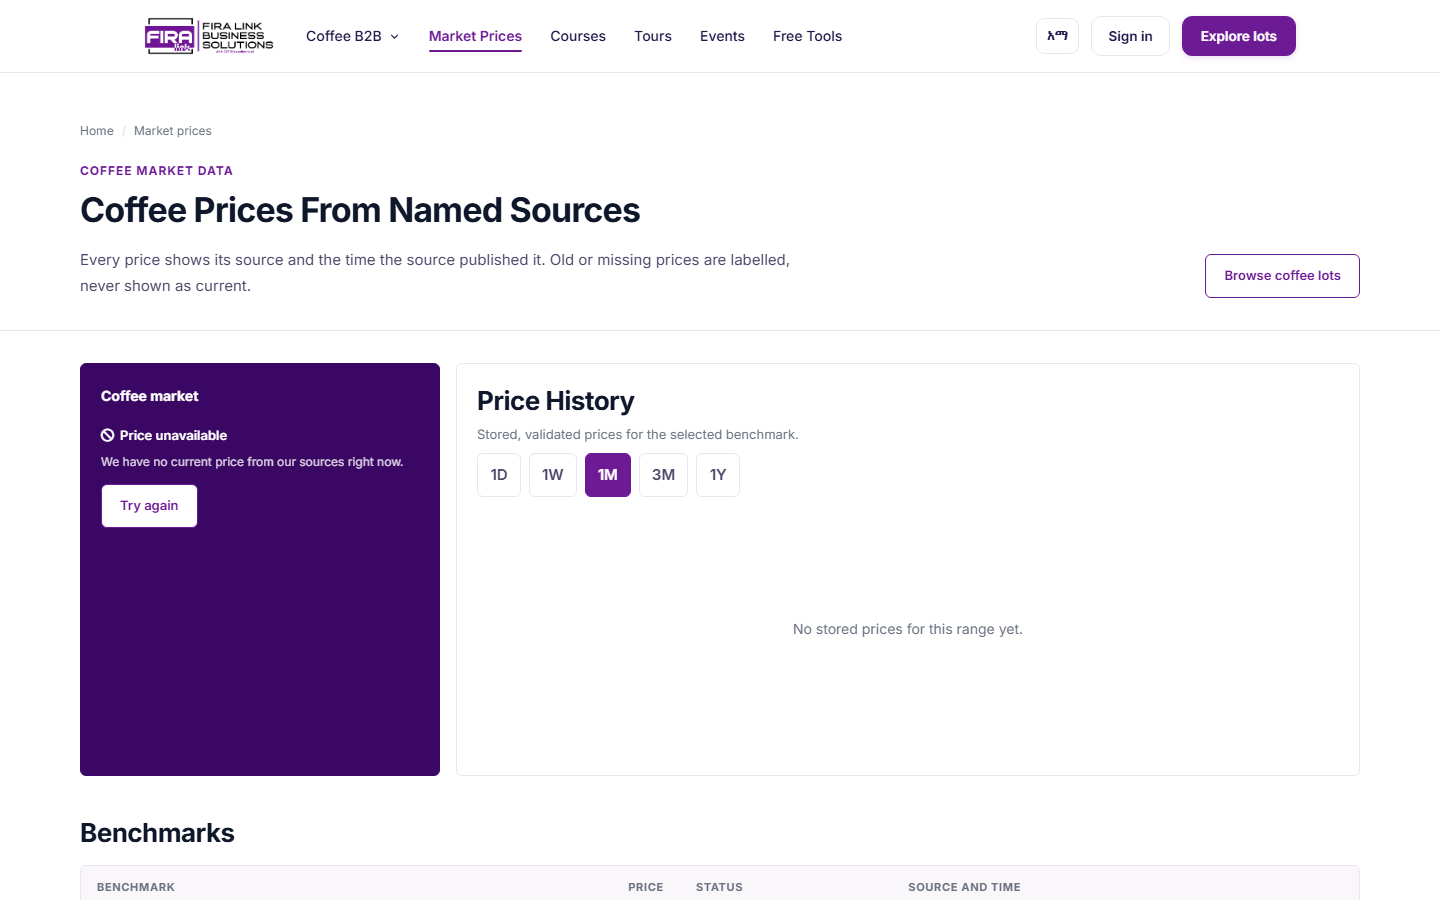 FIRA
link
FIRA LINK
BUSINESS
SOLUTIONS
Coffee B2B
Market Prices
Courses
Tours
Events
Free Tools
አማ
Sign in
Explore lots
Home / Market prices
COFFEE MARKET DATA
Coffee Prices From Named Sources
Every price shows its source and the time the source published it. Old or missing prices are labelled,
never shown as current.
Browse coffee lots
Coffee market
Price unavailable
We have no current price from our sources right now.
Try again
Price History
Stored, validated prices for the selected benchmark.
1D 1W 1M 3M 1Y
No stored prices for this range yet.
Benchmarks
BENCHMARK PRICE STATUS SOURCE AND TIME